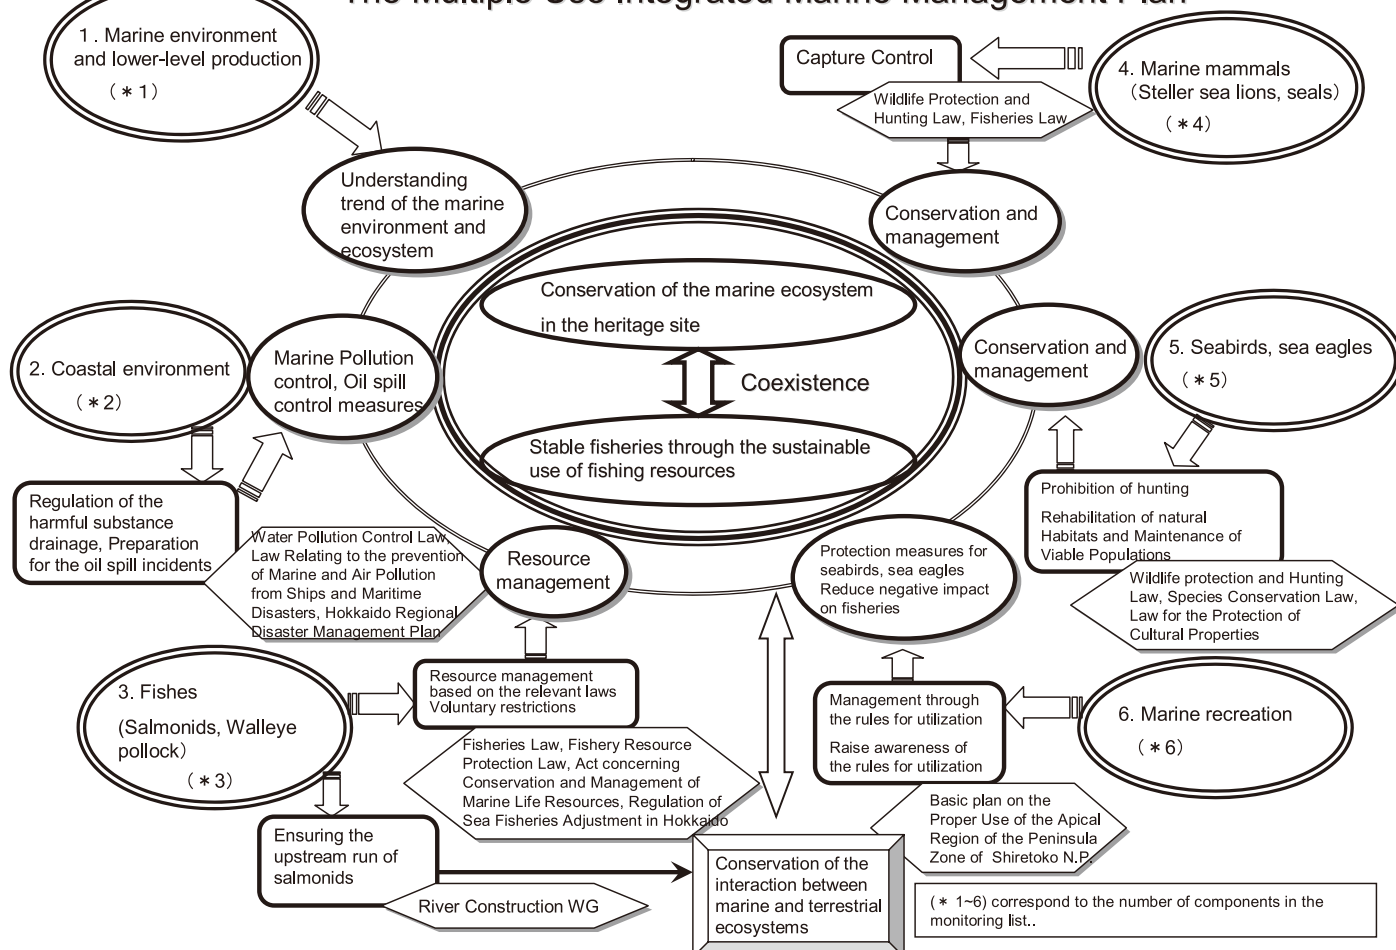 The Multiple Use Integrated Marine Management Plan
1. Marine environment
and lower-level production
(*1)
Capture Control
4. Marine mammals
(Steller sea lions, seals)
(*4)
Wildlife Protection and
Hunting Law, Fisheries Law
Understanding
trend of the marine
environment and
ecosystem
Conservation and
management
Conservation of the marine ecosystem
in the heritage site
Coexistence
Stable fisheries through the sustainable
use of fishing resources
2. Coastal environment
(*2)
Marine Pollution
control, Oil spill
control measures
Conservation and
management
5. Seabirds, sea eagles
(*5)
Regulation of the
harmful substance
drainage, Preparation
for the oil spill incidents
Water Pollution Control Law,
Law Relating to the prevention
of Marine and Air Pollution
from Ships and Maritime
Disasters, Hokkaido Regional
Disaster Management Plan
Resource
management
Protection measures for
seabirds, sea eagles
Reduce negative impact
on fisheries
Prohibition of hunting
Rehabilitation of natural
Habitats and Maintenance of
Viable Populations
Wildlife protection and Hunting
Law, Species Conservation Law,
Law for the Protection of
Cultural Properties
3. Fishes
(Salmonids, Walleye
pollock)
(*3)
Resource management
based on the relevant laws
Voluntary restrictions
Fisheries Law, Fishery Resource
Protection Law, Act concerning
Conservation and Management of
Marine Life Resources, Regulation of
Sea Fisheries Adjustment in Hokkaido
Management through
the rules for utilization
Raise awareness of
the rules for utilization
6. Marine recreation
(*6)
Basic plan on the
Proper Use of the Apical
Region of the Peninsula
Zone of Shiretoko N.P.
Ensuring the
upstream run of
salmonids
River Construction WG
Conservation of the
interaction between
marine and terrestrial
ecosystems
(* 1~6) correspond to the number of components in the
monitoring list..